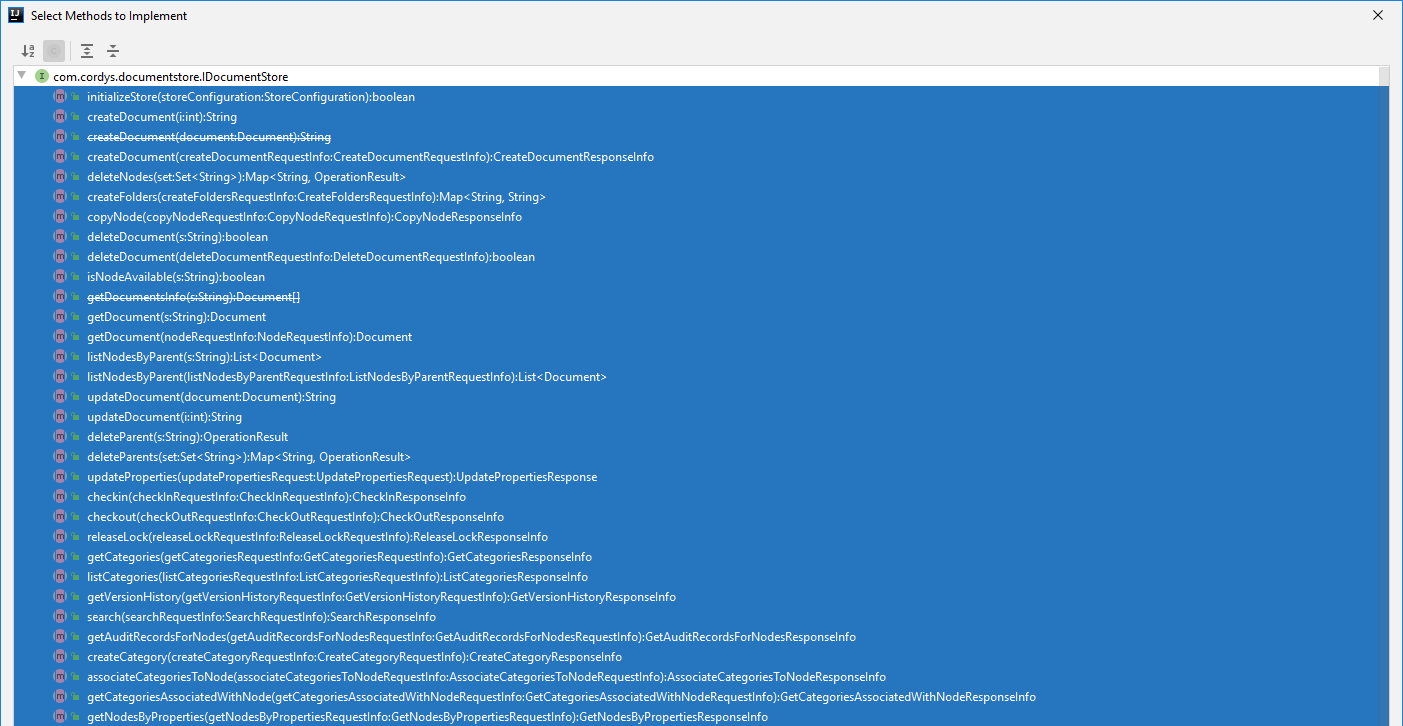 Select Methods to Implement
com.cordys.documentstore.IDocumentStore
initializeStore(storeConfiguration:StoreConfiguration):boolean
createDocument(i:int):String
createDocument(document:Document):String
createDocument(createDocumentRequestInfo:CreateDocumentRequestInfo):CreateDocumentResponseInfo
deleteNodes(set:Set<String>):Map<String, OperationResult>
createFolders(createFoldersRequestInfo:CreateFoldersRequestInfo):Map<String, String>
copyNode(copyNodeRequestInfo:CopyNodeRequestInfo):CopyNodeResponseInfo
deleteDocument(s:String):boolean
deleteDocument(deleteDocumentRequestInfo:DeleteDocumentRequestInfo):boolean
isNodeAvailable(s:String):boolean
getDocumentsInfo(s:String):Document[]
getDocument(s:String):Document
getDocument(nodeRequestInfo:NodeRequestInfo):Document
listNodesByParent(s:String):List<Document>
listNodesByParent(listNodesByParentRequestInfo:ListNodesByParentRequestInfo):List<Document>
updateDocument(document:Document):String
updateDocument(i:int):String
deleteParent(s:String):OperationResult
deleteParents(set:Set<String>):Map<String, OperationResult>
updateProperties(updatePropertiesRequest:UpdatePropertiesRequest):UpdatePropertiesResponse
checkin(checkInRequestInfo:CheckInRequestInfo):CheckInResponseInfo
checkout(checkOutRequestInfo:CheckOutRequestInfo):CheckOutResponseInfo
releaseLock(releaseLockRequestInfo:ReleaseLockRequestInfo):ReleaseLockResponseInfo
getCategories(getCategoriesRequestInfo:GetCategoriesRequestInfo):GetCategoriesResponseInfo
listCategories(listCategoriesRequestInfo:ListCategoriesRequestInfo):ListCategoriesResponseInfo
getVersionHistory(getVersionHistoryRequestInfo:GetVersionHistoryRequestInfo):GetVersionHistoryResponseInfo
search(searchRequestInfo:SearchRequestInfo):SearchResponseInfo
getAuditRecordsForNodes(getAuditRecordsForNodesRequestInfo:GetAuditRecordsForNodesRequestInfo):GetAuditRecordsForNodesResponseInfo
createCategory(createCategoryRequestInfo:CreateCategoryRequestInfo):CreateCategoryResponseInfo
associateCategoriesToNode(associateCategoriesToNodeRequestInfo:AssociateCategoriesToNodeRequestInfo):AssociateCategoriesToNodeResponseInfo
getCategoriesAssociatedWithNode(getCategoriesAssociatedWithNodeRequestInfo:GetCategoriesAssociatedWithNodeRequestInfo):GetCategoriesAssociatedWithNodeResponseInfo
getNodesByProperties(getNodesByPropertiesRequestInfo:GetNodesByPropertiesRequestInfo):GetNodesByPropertiesResponseInfo